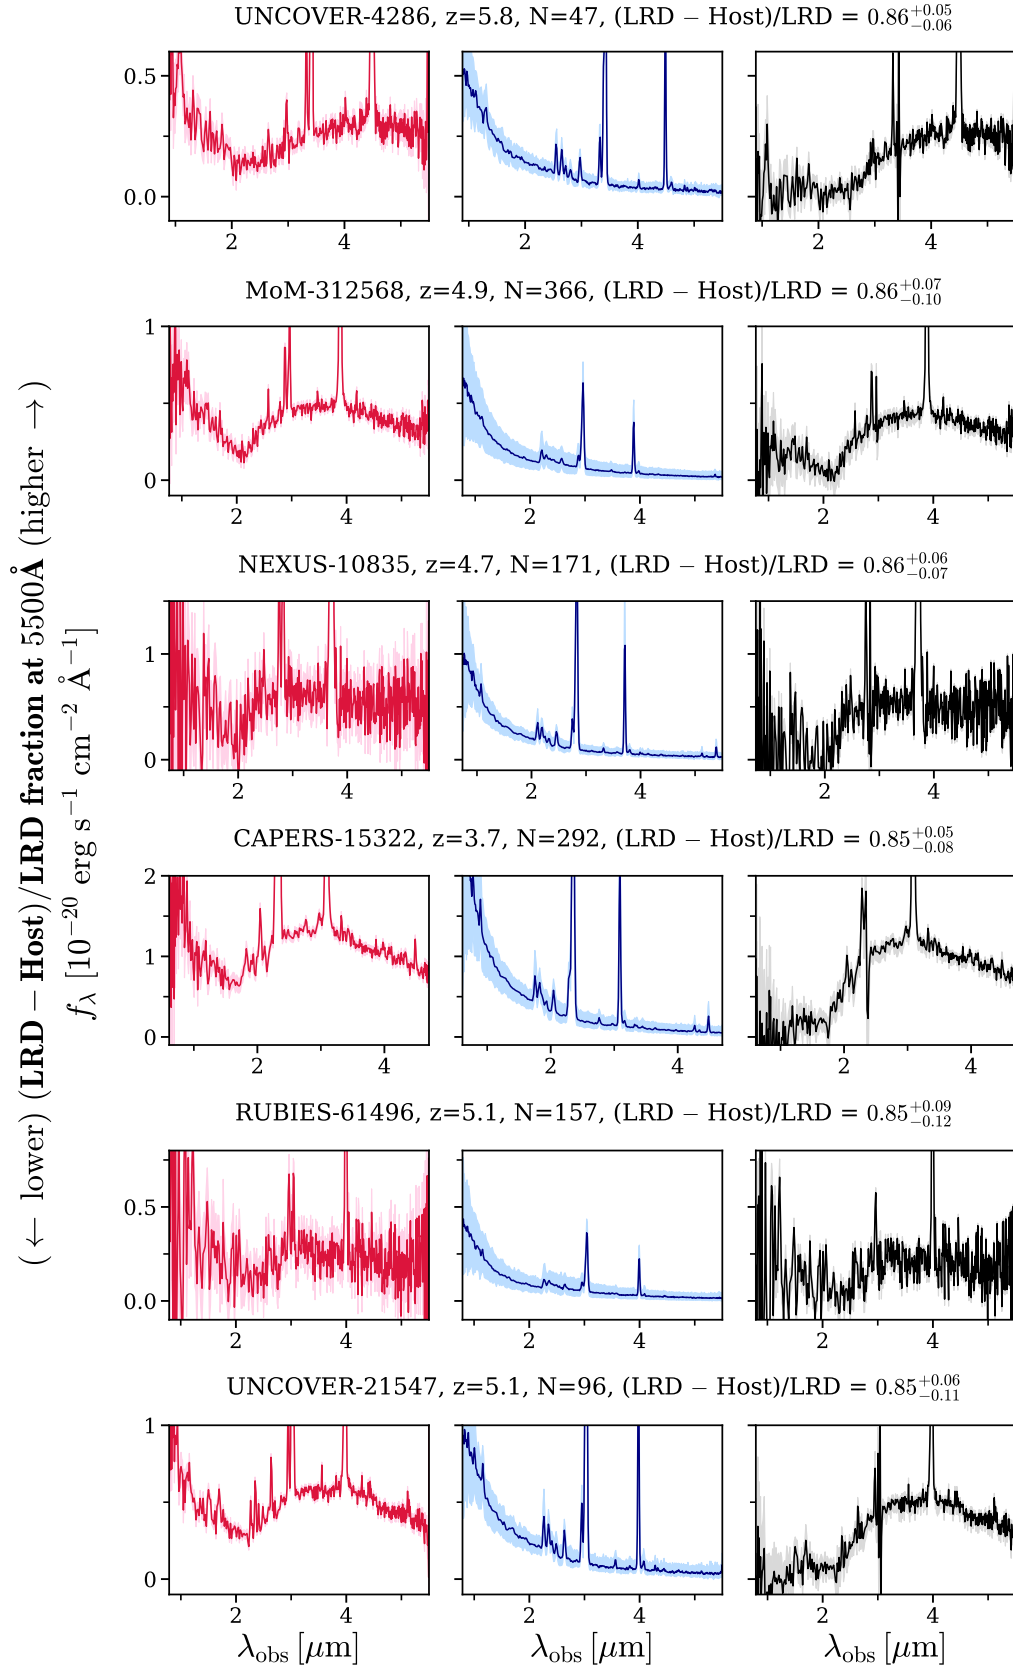 (← lower) (LRD − Host)/LRD fraction at 5500Å (higher →)
f_λ [10⁻²⁰ erg s⁻¹ cm⁻² Å⁻¹]
UNCOVER-4286, z=5.8, N=47, (LRD − Host)/LRD = 0.86^{+0.05}_{−0.06}
0.5
0.0
2 4 2 4 2 4
MoM-312568, z=4.9, N=366, (LRD − Host)/LRD = 0.86^{+0.07}_{−0.10}
1
0
2 4 2 4 2 4
NEXUS-10835, z=4.7, N=171, (LRD − Host)/LRD = 0.86^{+0.06}_{−0.07}
1
0
2 4 2 4 2 4
CAPERS-15322, z=3.7, N=292, (LRD − Host)/LRD = 0.85^{+0.05}_{−0.08}
2
1
0
2 4 2 4 2 4
RUBIES-61496, z=5.1, N=157, (LRD − Host)/LRD = 0.85^{+0.09}_{−0.12}
0.5
0.0
2 4 2 4 2 4
UNCOVER-21547, z=5.1, N=96, (LRD − Host)/LRD = 0.85^{+0.06}_{−0.11}
1
0
2 4 2 4 2 4
λ_obs [μm] λ_obs [μm] λ_obs [μm]